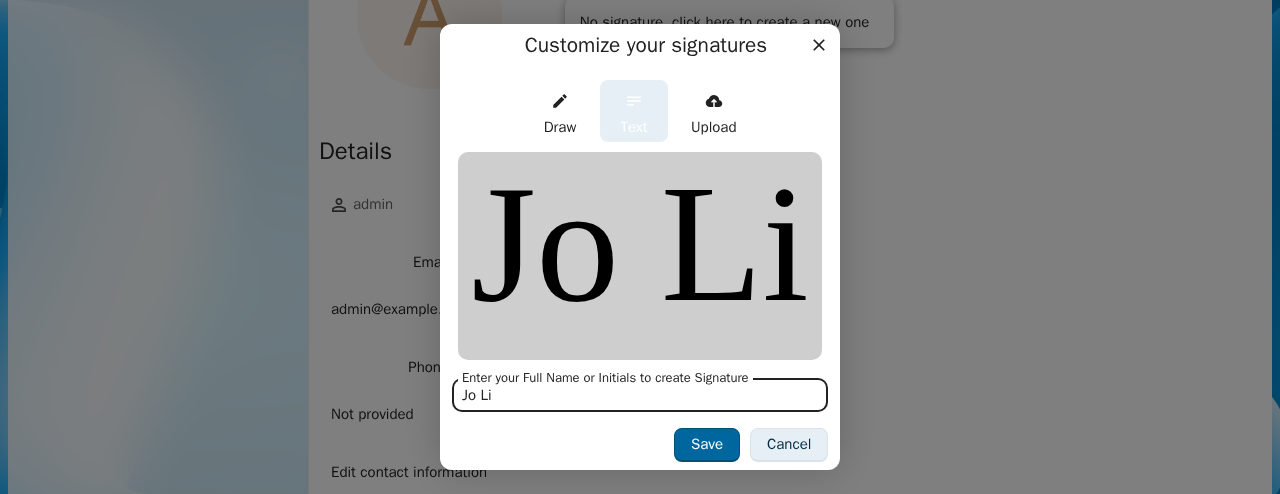 A
No signature, click here to create a new one
Customize your signatures
Draw
Text
Upload
Details
Jo Li
admin
Ema
admin@example.
Enter your Full Name or Initials to create Signature
Jo Li
Phon
Not provided
Save
Cancel
Edit contact information